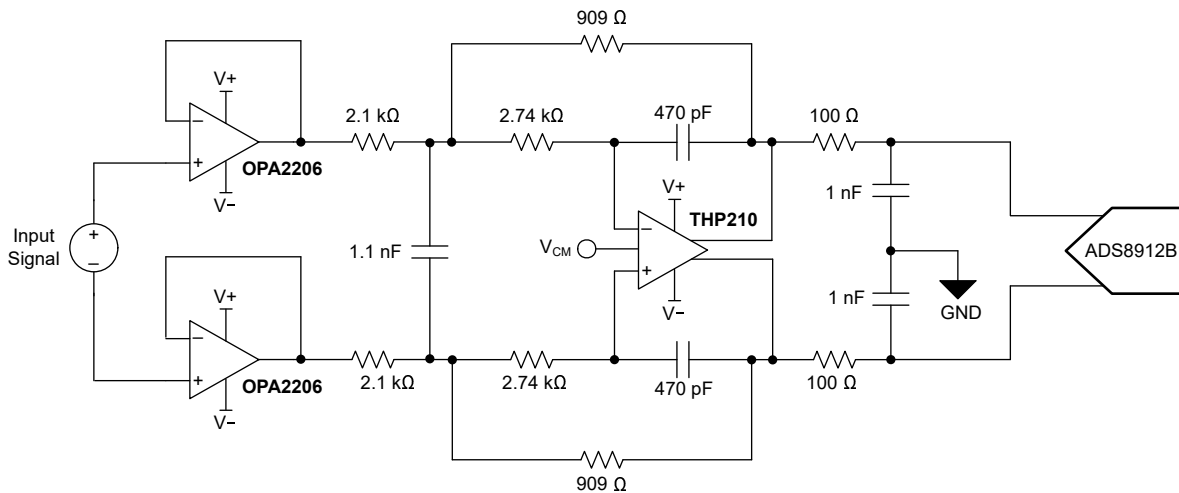 909 Ω
V+
2.1 kΩ
2.74 kΩ
470 pF
100 Ω
−
+
OPA2206
V−
V+
THP210
1 nF
Input
Signal
+
−
1.1 nF
VCM
−
+
ADS8912B
V+
V−
1 nF
GND
−
+
OPA2206
V−
2.1 kΩ
2.74 kΩ
470 pF
100 Ω
909 Ω